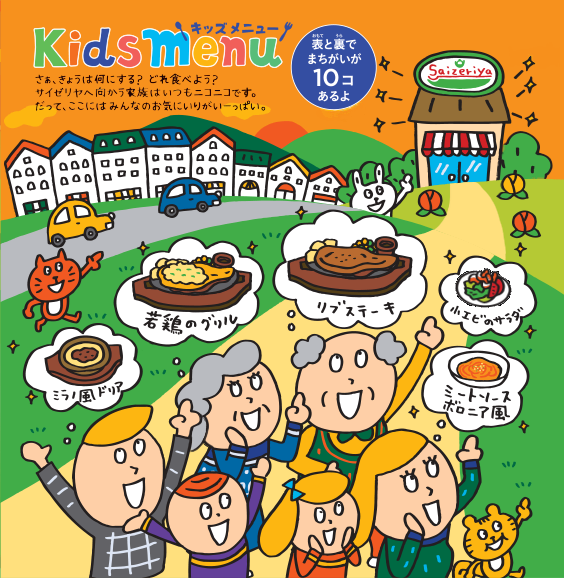 キッズメニュー
Kids menu
さぁ、きょうは何にする? どれ食べよう?
サイゼリヤへ向かう家族はいつもニコニコです。
だって、ここにはみんなのお気にいりがいーっぱい。
表と裏で
おもて うら
まちがいが
10コ
あるよ
Saizeriya
若鶏のグリル
リブステーキ
小エビのサラダ
ミラノ風ドリア
ミートソース
ボロニア風